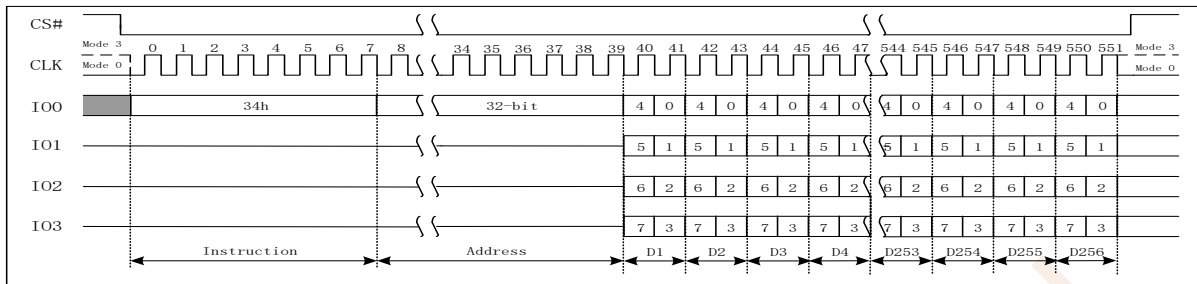 CS#
Mode 3 0 1 2 3 4 5 6 7 8 34 35 36 37 38 39 40 41 42 43 44 45 46 47 544 545 546 547 548 549 550 551 Mode 3
CLK Mode 0 Mode 0
IO0 34h 32-bit 4 0 4 0 4 0 4 0 4 0 4 0 4 0 4 0
IO1 5 1 5 1 5 1 5 1 5 1 5 1 5 1 5 1
IO2 6 2 6 2 6 2 6 2 6 2 6 2 6 2 6 2
IO3 7 3 7 3 7 3 7 3 7 3 7 3 7 3 7 3
Instruction Address D1 D2 D3 D4 D253 D254 D255 D256